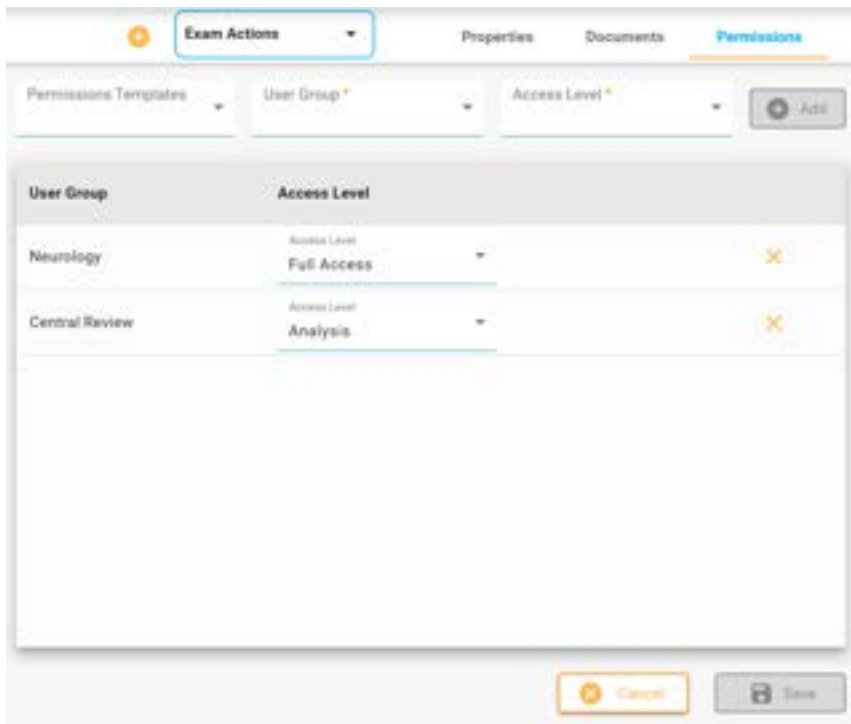 Exam Actions
Properties
Documents
Permissions
Permissions Templates
User Group *
Access Level *
Add
User Group
Access Level
Neurology
Access Level
Full Access
Central Review
Access Level
Analysis
Cancel
Save